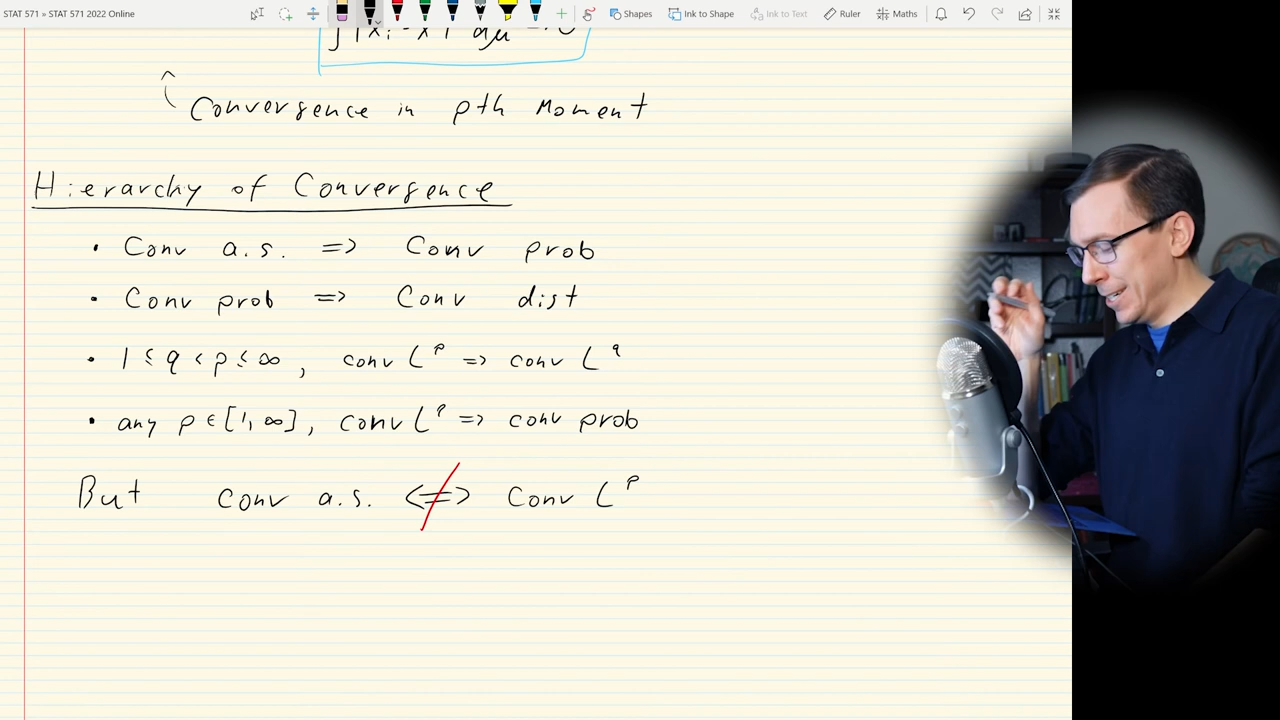 STAT 571 » STAT 571 2022 Online
Shapes Ink to Shape Ink to Text Ruler Maths
Convergence in pth Moment
Hierarchy of Convergence
• Conv a.s. => Conv prob
• Conv prob => Conv dist
• 1 ≤ q < p ≤ ∞, conv L^p => conv L^q
• any p ∈ [1, ∞], conv L^p => conv prob
But Conv a.s. <≠> Conv L^p